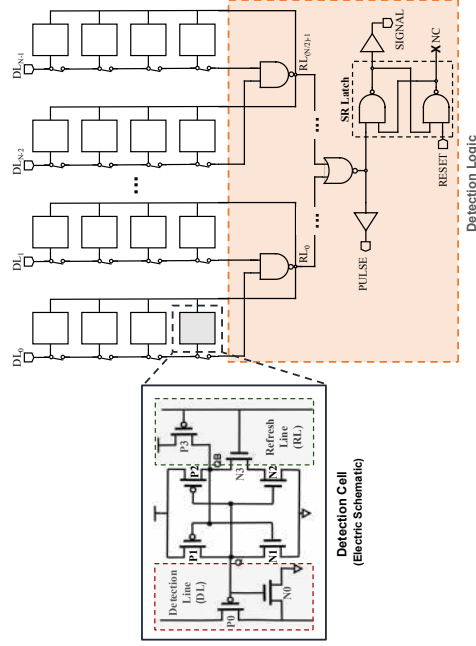 DL0
DL1
DLN-2
DLN-1
RL0
RL(N/2)-1
...
...
...
PULSE
RESET
SR Latch
SIGNAL
NC
Detection Logic
Detection
Line
(DL)
P0
N0
P1
N1
Q
P2
N2
QB
N3
P3
Refresh
Line
(RL)
Detection Cell
(Electric Schematic)